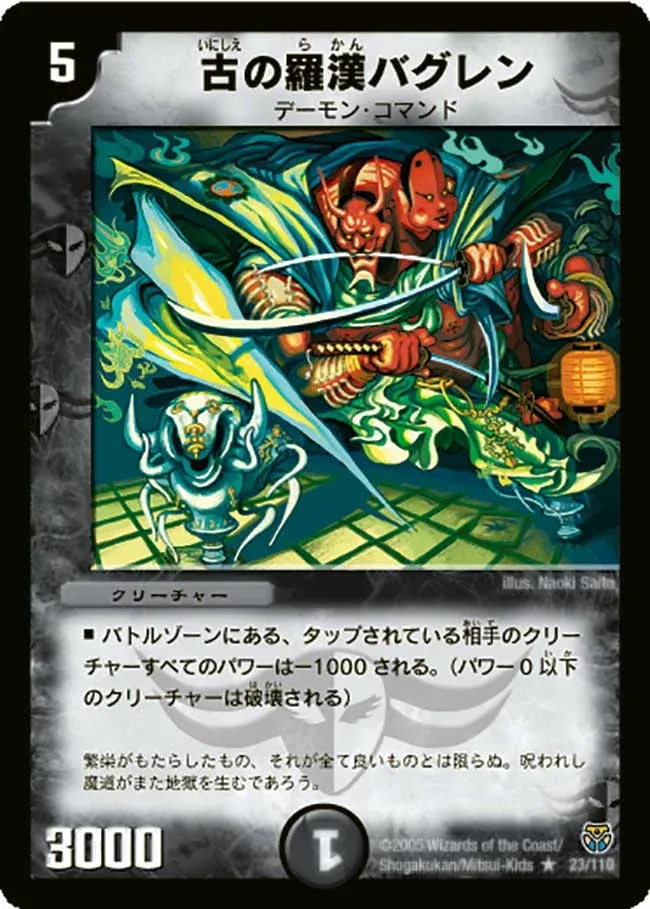 5
いにしえ らかん
古の羅漢バグレン
デーモン・コマンド
illus. Naoki Saito
クリーチャー
■ バトルゾーンにある、タップされている相手のクリー
チャーすべてのパワーは−1000される。（パワー0以下
のクリーチャーは破壊される）
繁栄がもたらしたもの、それが全て良いものとは限らぬ。呪われし
魔道がまた地獄を生むであろう。
3000
1
©2005 Wizards of the Coast/
Shogakukan/Mitsui-Kids ★ 23/110